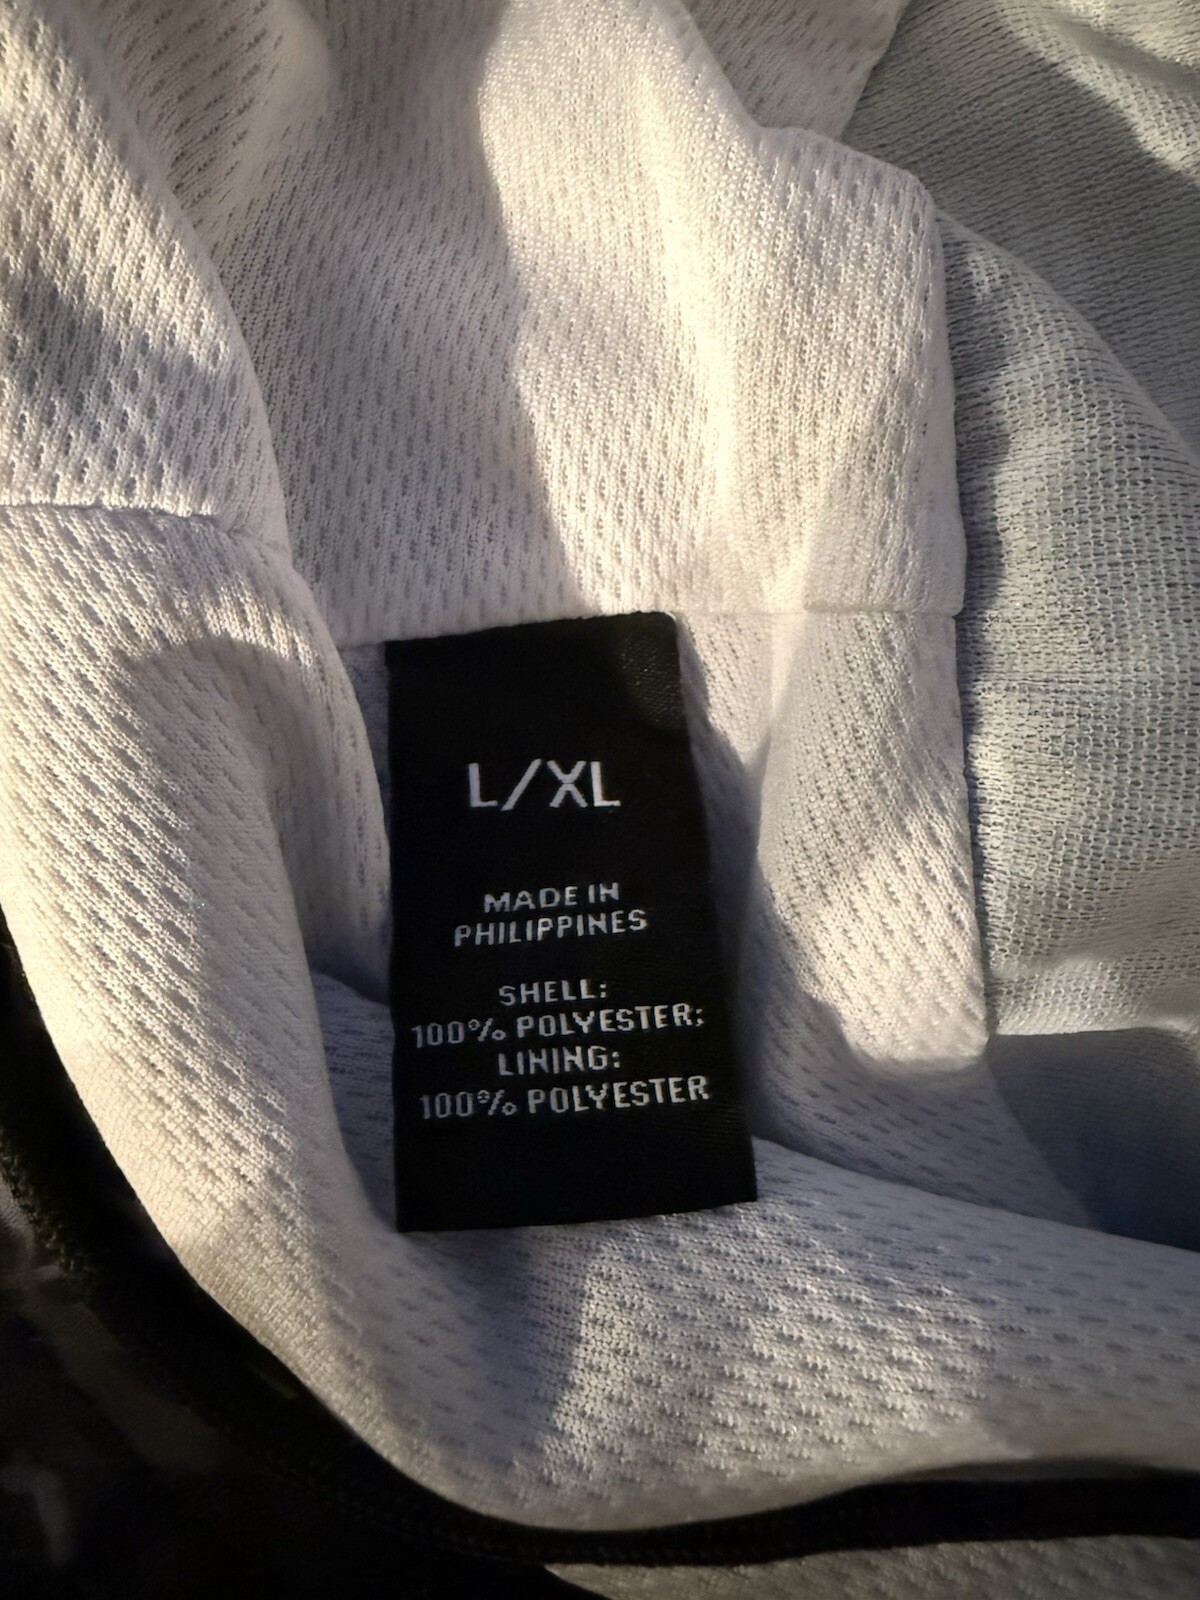 L/XL
MADE IN
PHILIPPINES
SHELL:
100% POLYESTER;
LINING:
100% POLYESTER